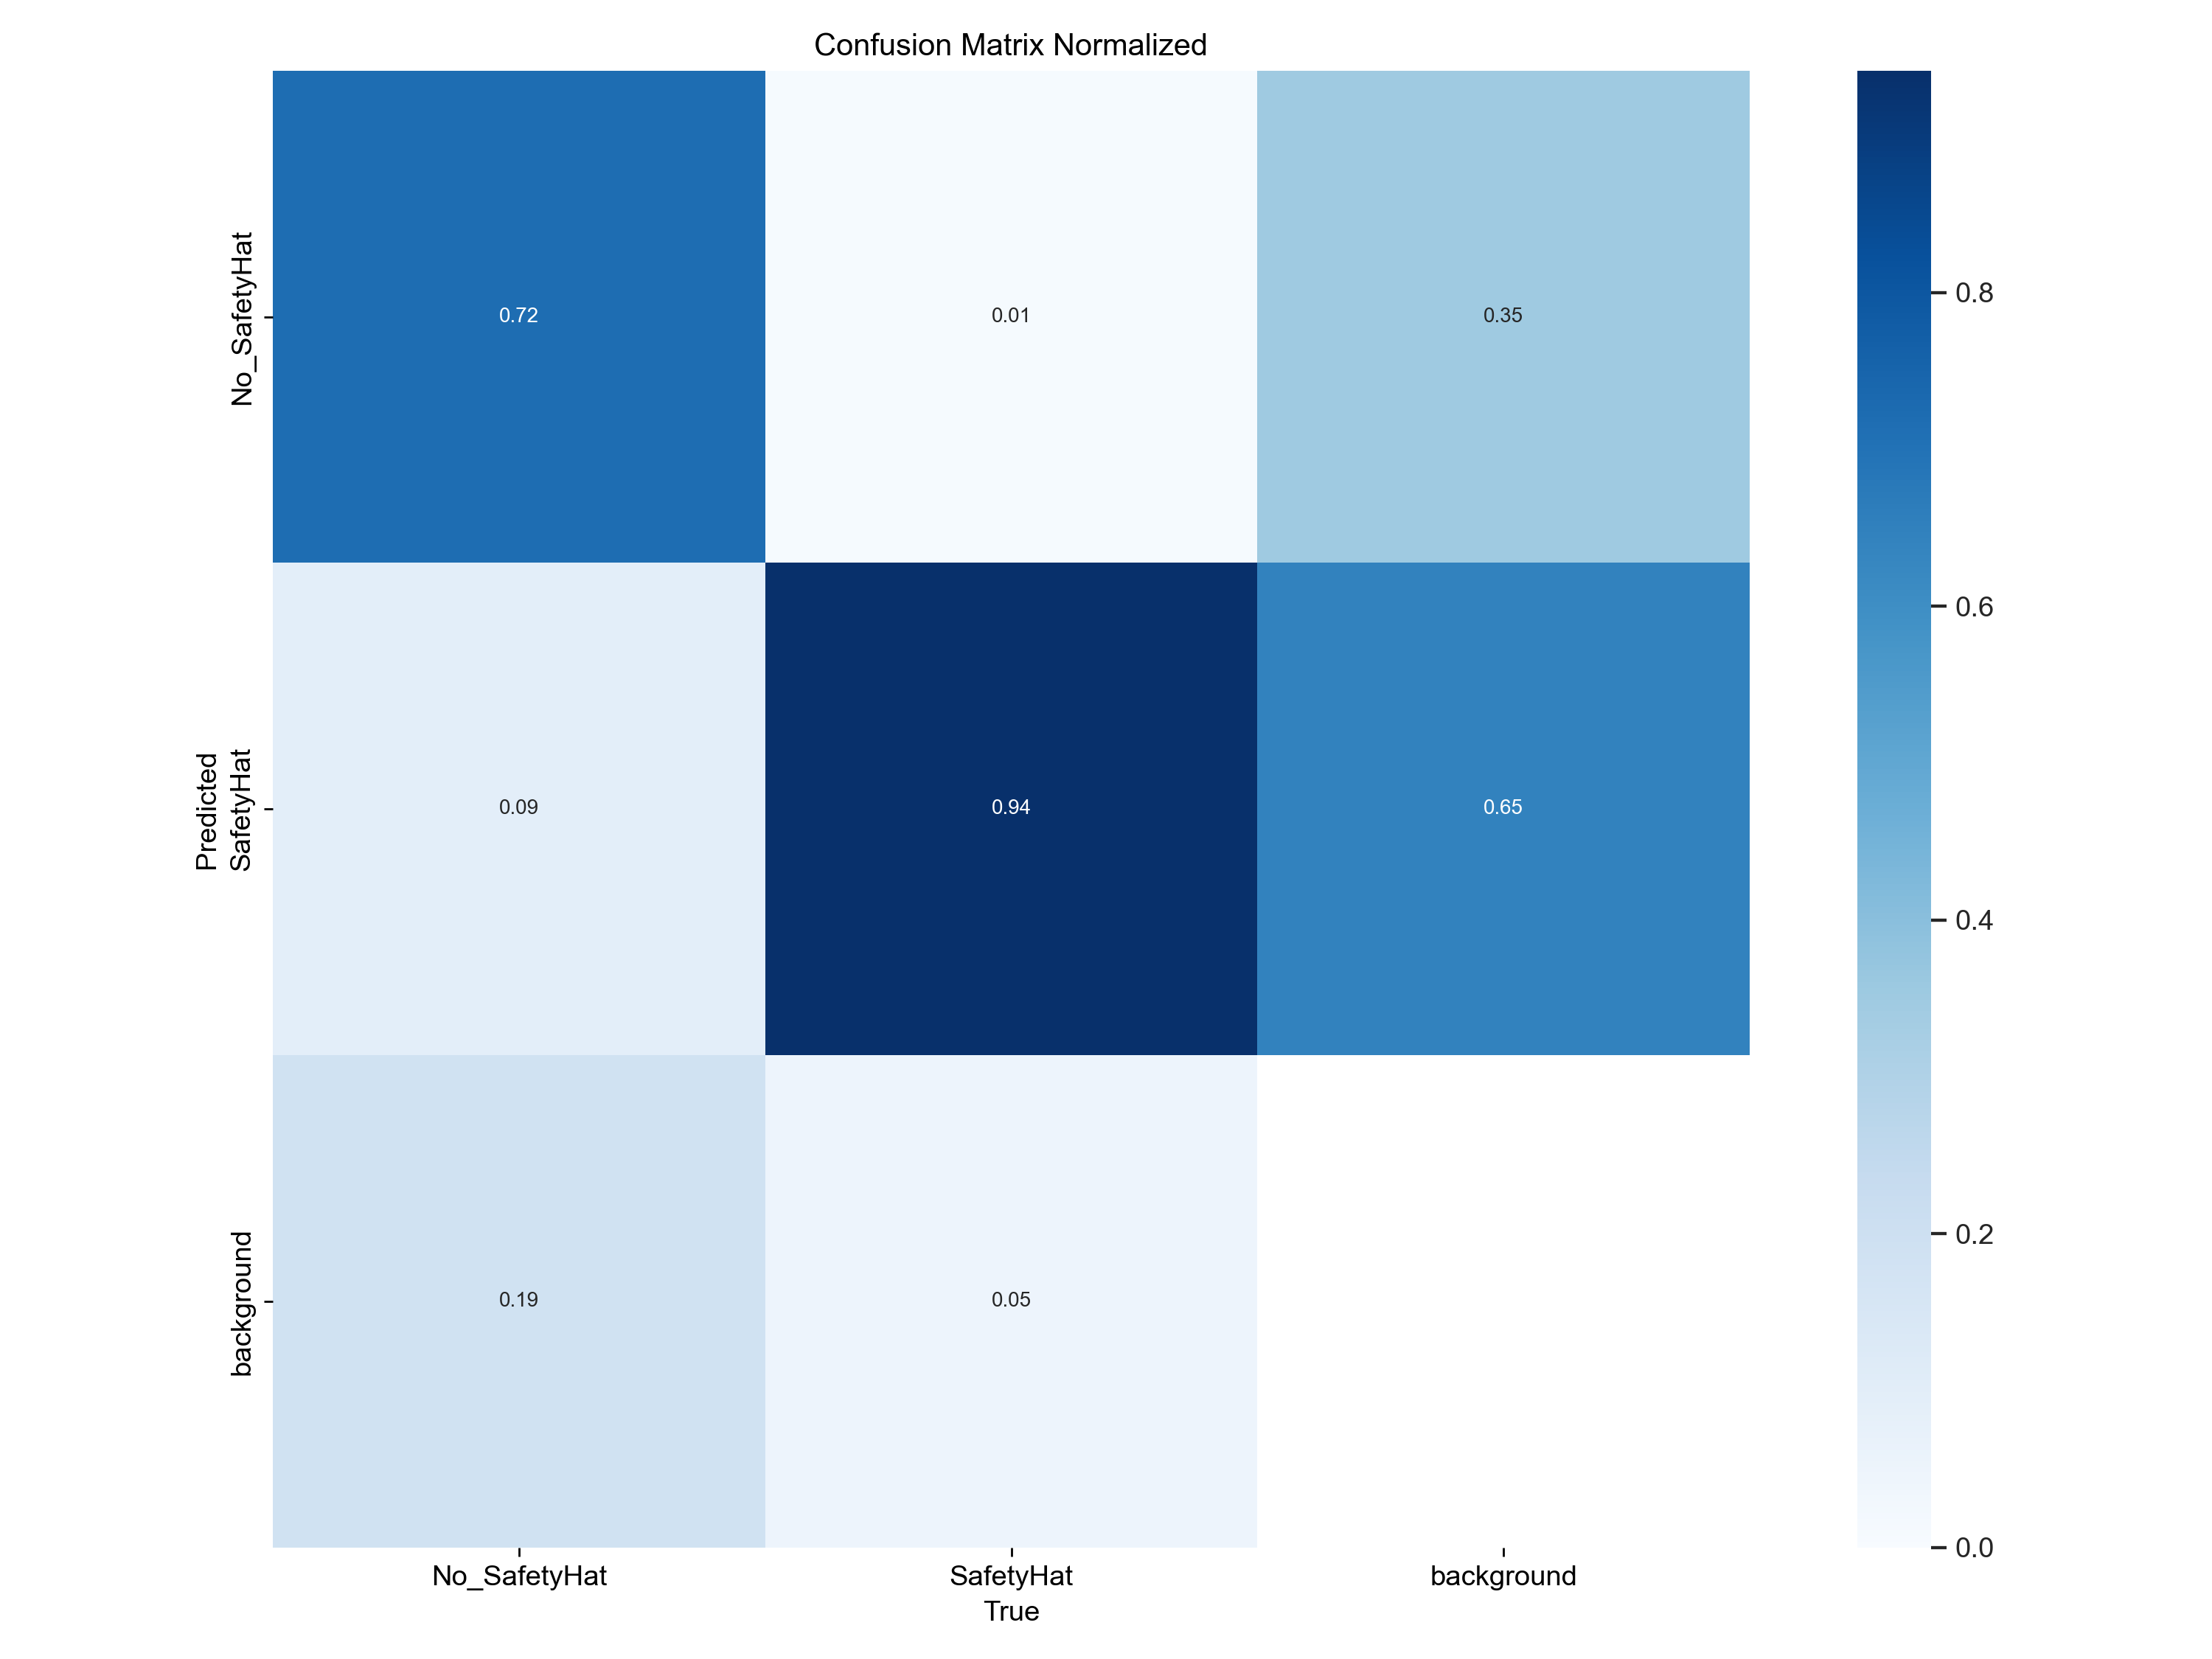 Confusion Matrix Normalized
No_SafetyHat
0.72
0.01
0.35
0.8
0.6
Predicted
SafetyHat
0.09
0.94
0.65
0.4
0.2
background
0.19
0.05
0.0
No_SafetyHat
SafetyHat
background
True